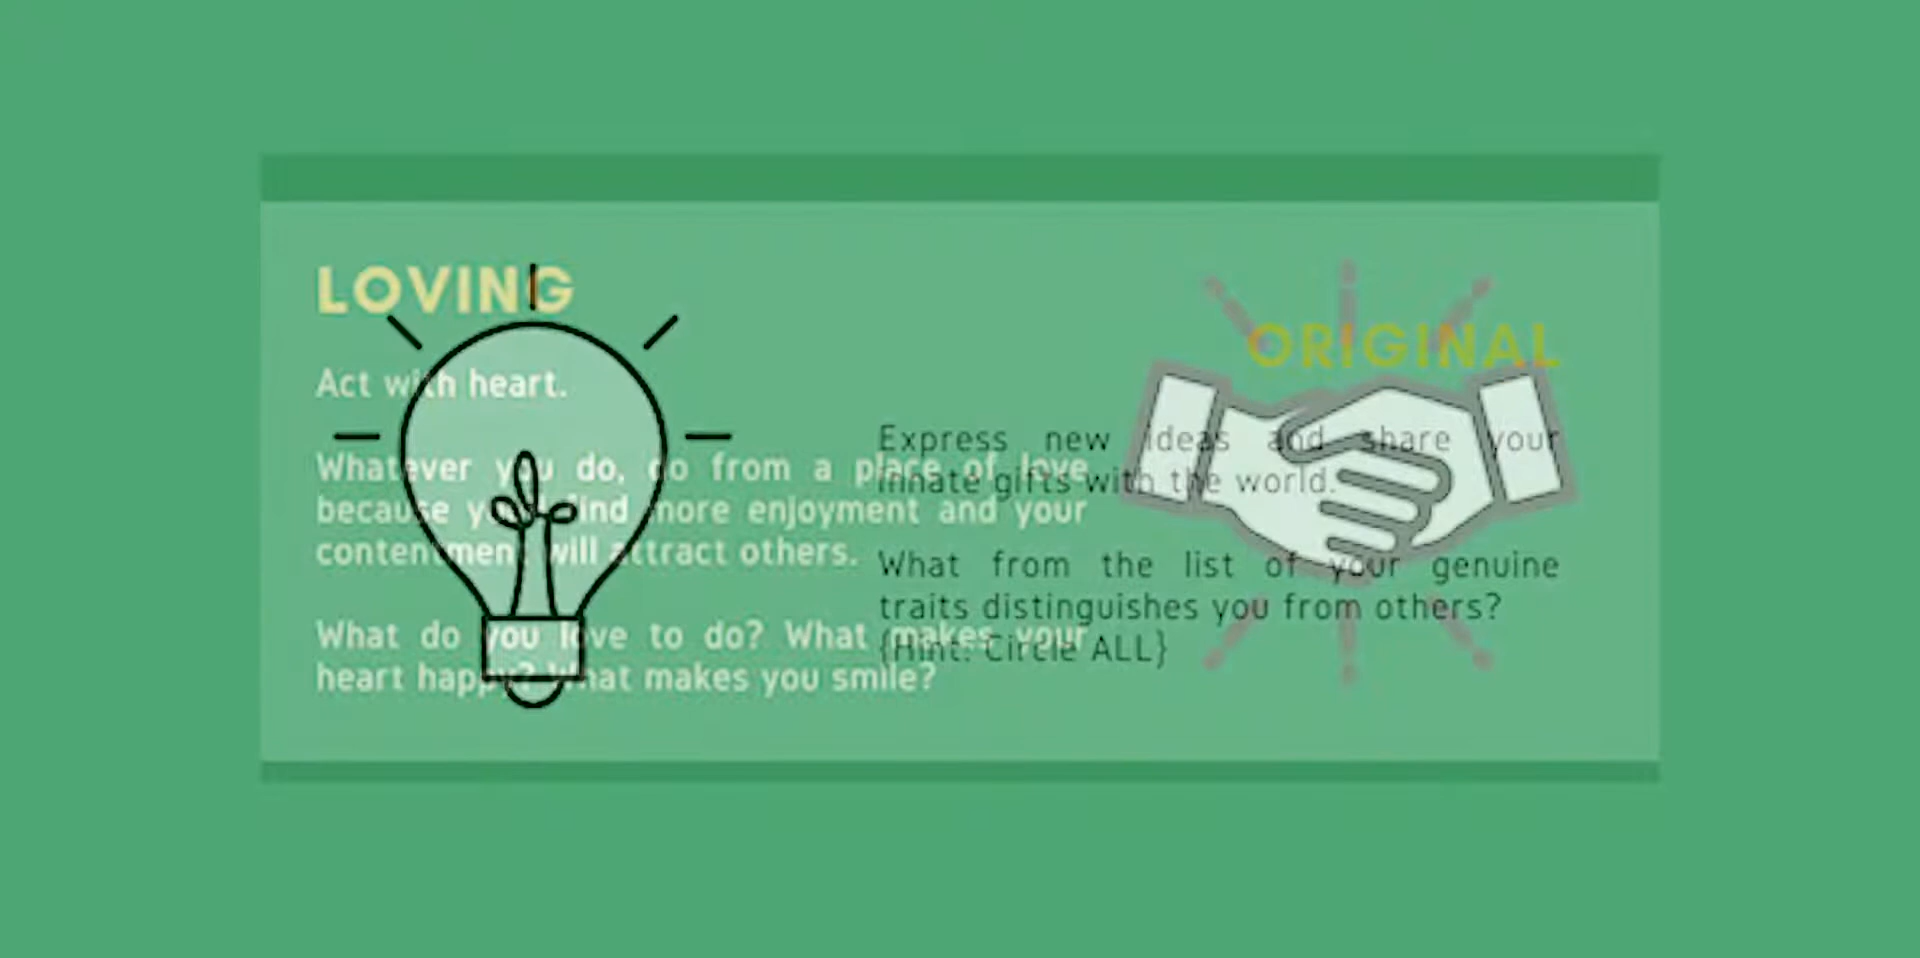 LOVING
Act with heart.
Whatever you do, do from a place of love
because you find more enjoyment and your
contentment will attract others.
What do you love to do? What makes your
heart happy? What makes you smile?
ORIGINAL
Express new ideas and share your
innate gifts with the world.
What from the list of your genuine
traits distinguishes you from others?
{Hint: Circle ALL}